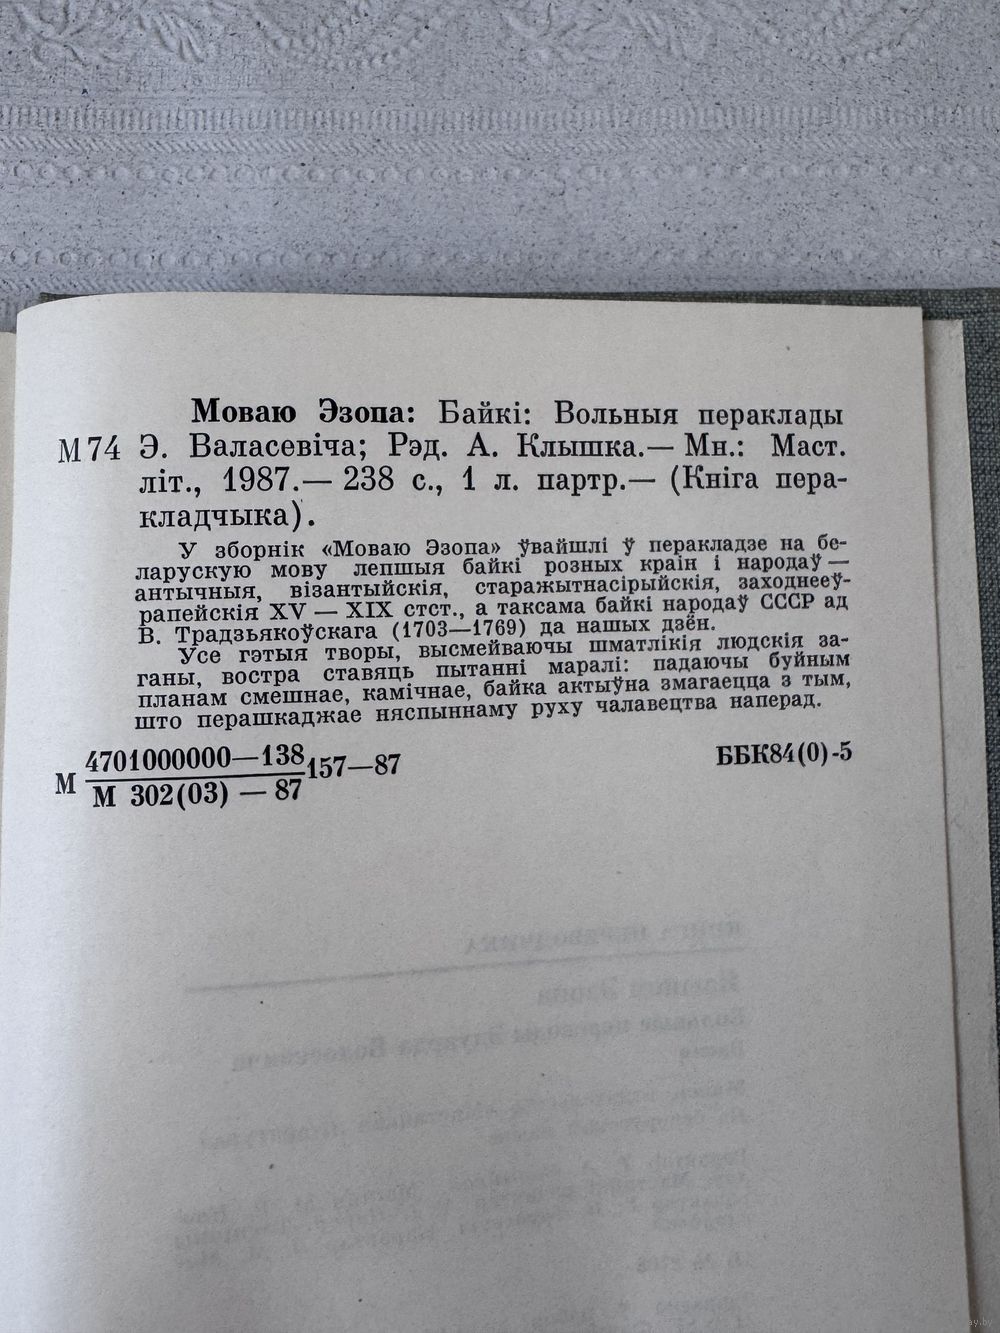 Моваю Эзопа: Байкі: Вольныя пераклады
М 74 Э. Валасевіча; Рэд. А. Клышка.— Мн.: Маст.
літ., 1987.— 238 с., 1 л. партр.— (Кніга пера-
кладчыка).
У зборнік «Моваю Эзопа» ўвайшлі ў перакладзе на бе-
ларускую мову лепшыя байкі розных краін і народаў —
антычныя, візантыйскія, старажытнасірыйскія, заходнееў-
рапейскія XV — XIX стст., а таксама байкі народаў СССР ад
В. Традзьякоўскага (1703—1769) да нашых дзён.
Усе гэтыя творы, высмейваючы шматлікія людскія за-
ганы, востра ставяць пытанні маралі: падаючы буйным
планам смешнае, камічнае, байка актыўна змагаецца з тым,
што перашкаджае няспыннаму руху чалавецтва наперад.
4701000000—138
М 157—87 ББК84(0)-5
М 302(03) — 87